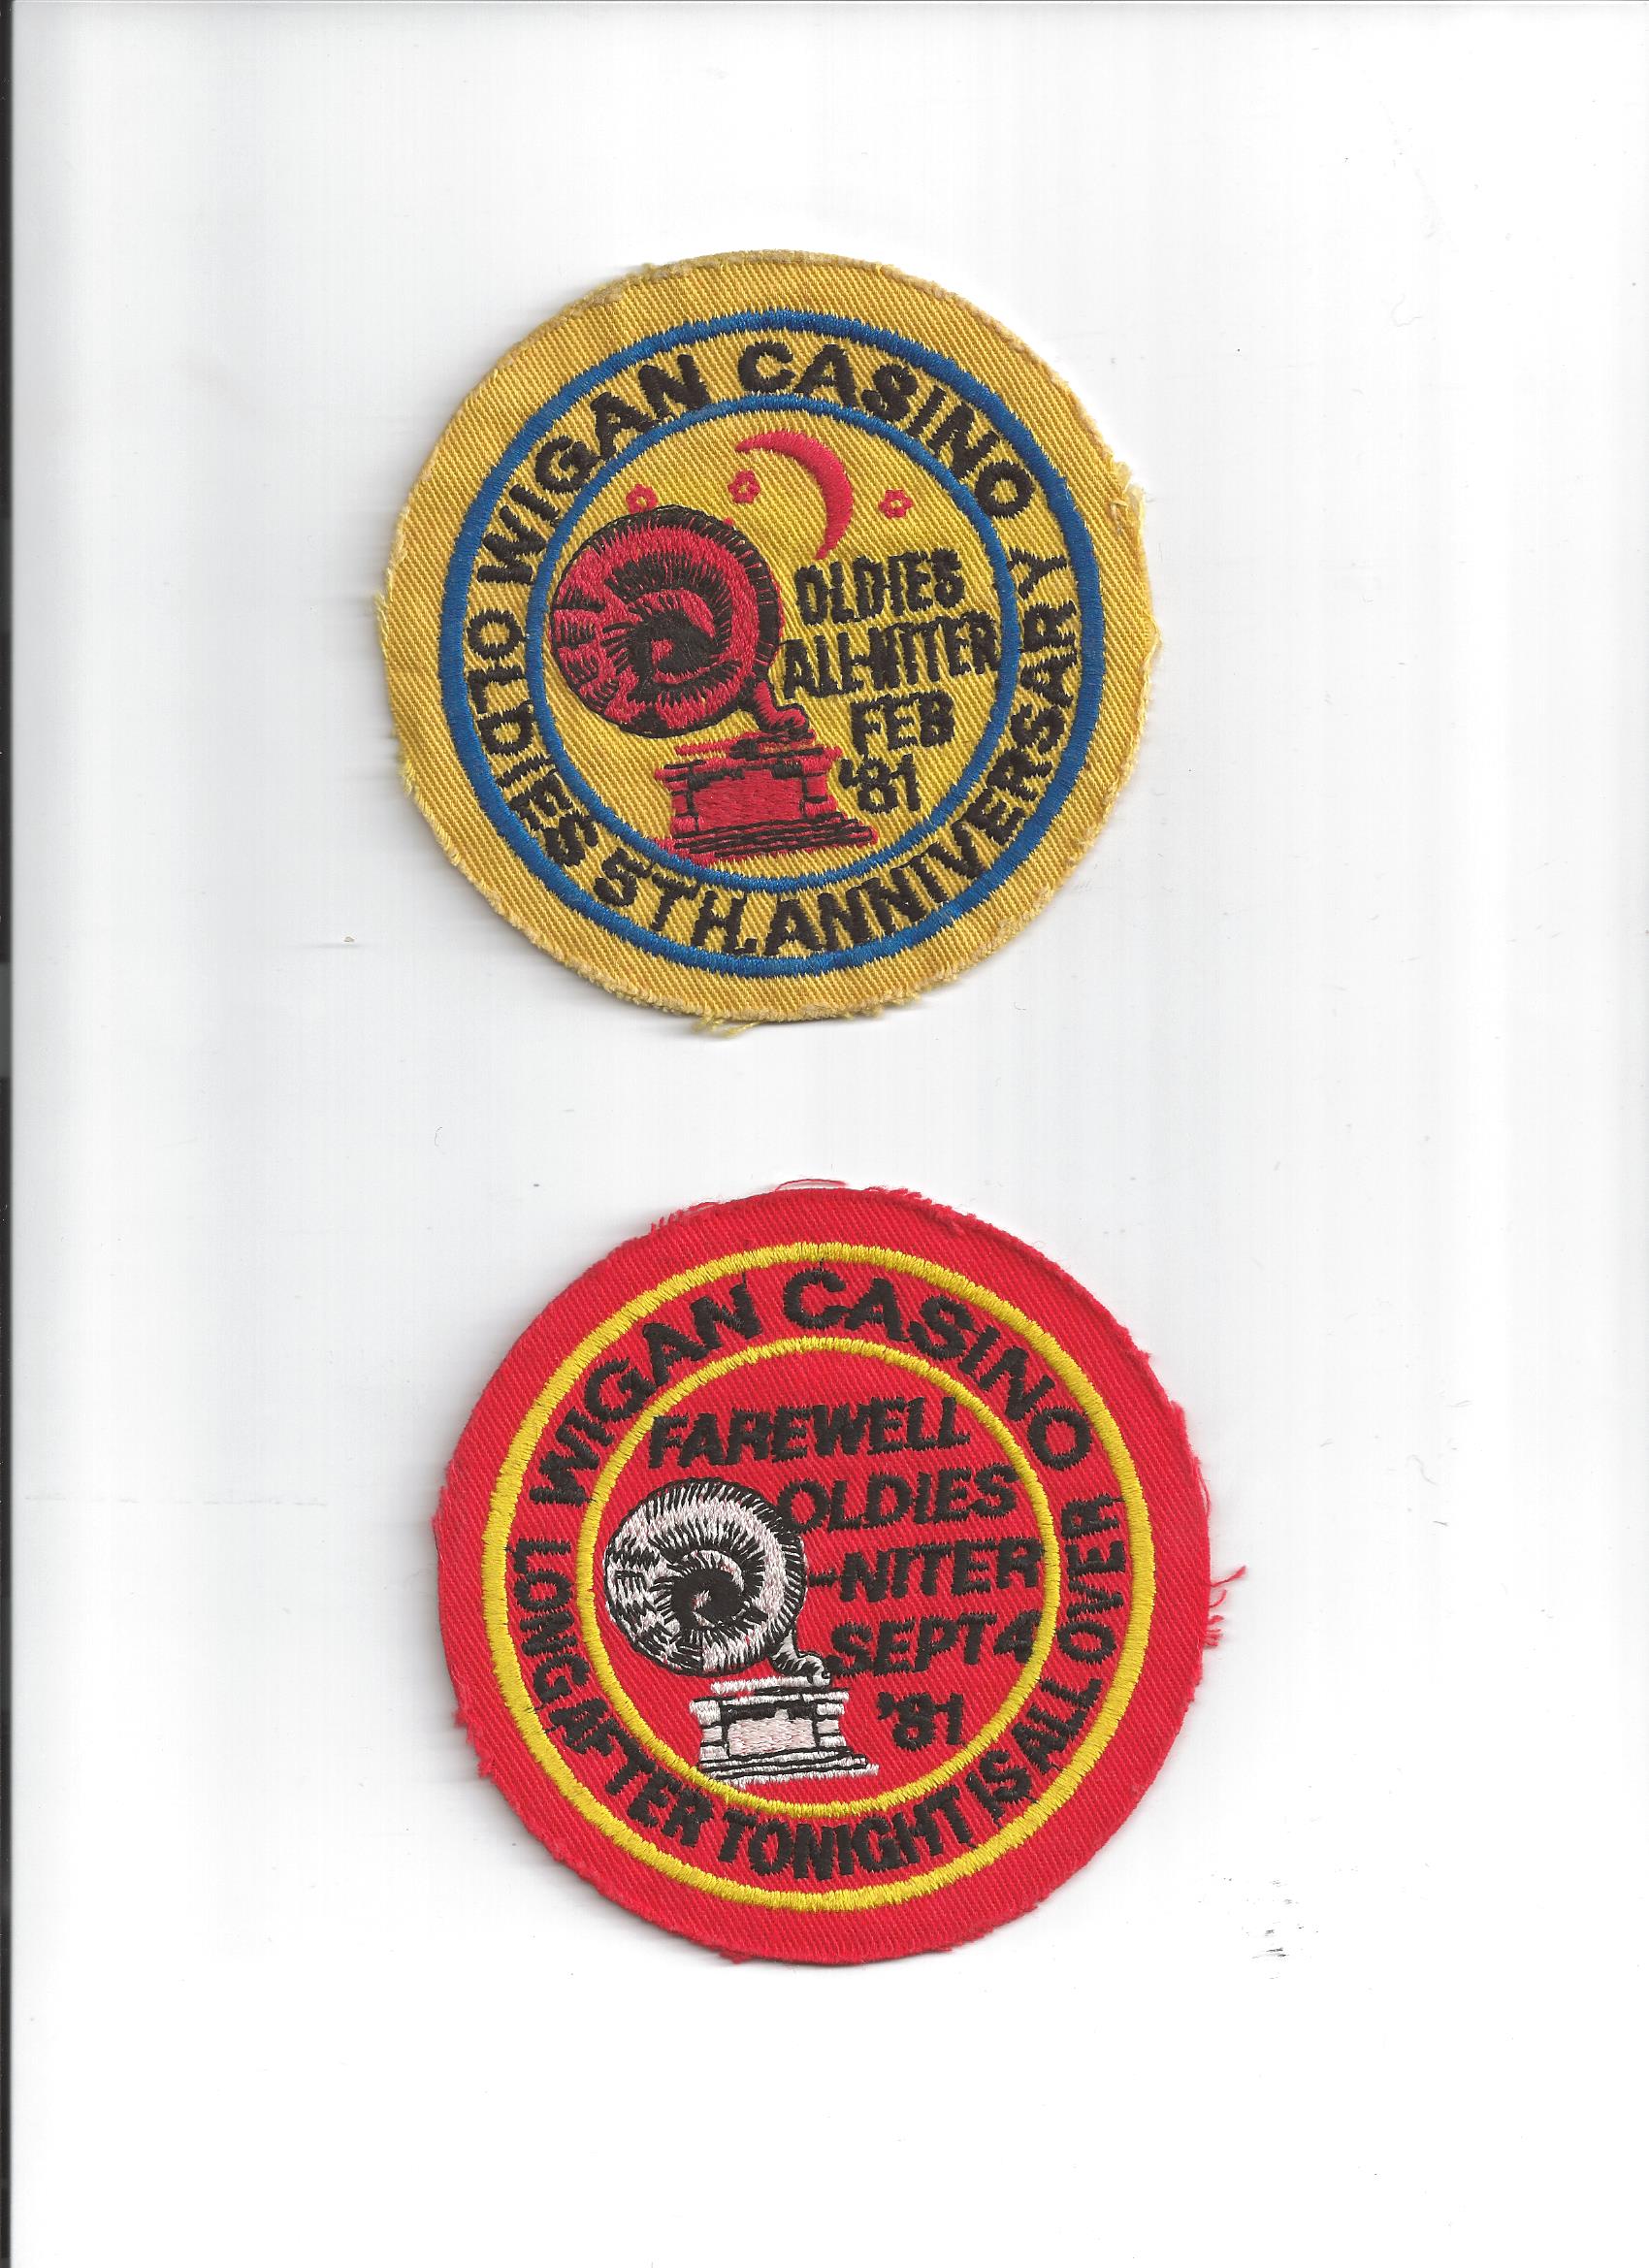 WIGAN CASINO
OLDIES
ALL-NITER
FEB
'81
OLDIES 5TH. ANNIVERSARY
WIGAN CASINO
FAREWELL
OLDIES
-NITER
SEPT 4
'81
LONG AFTER TONIGHT IS ALL OVER